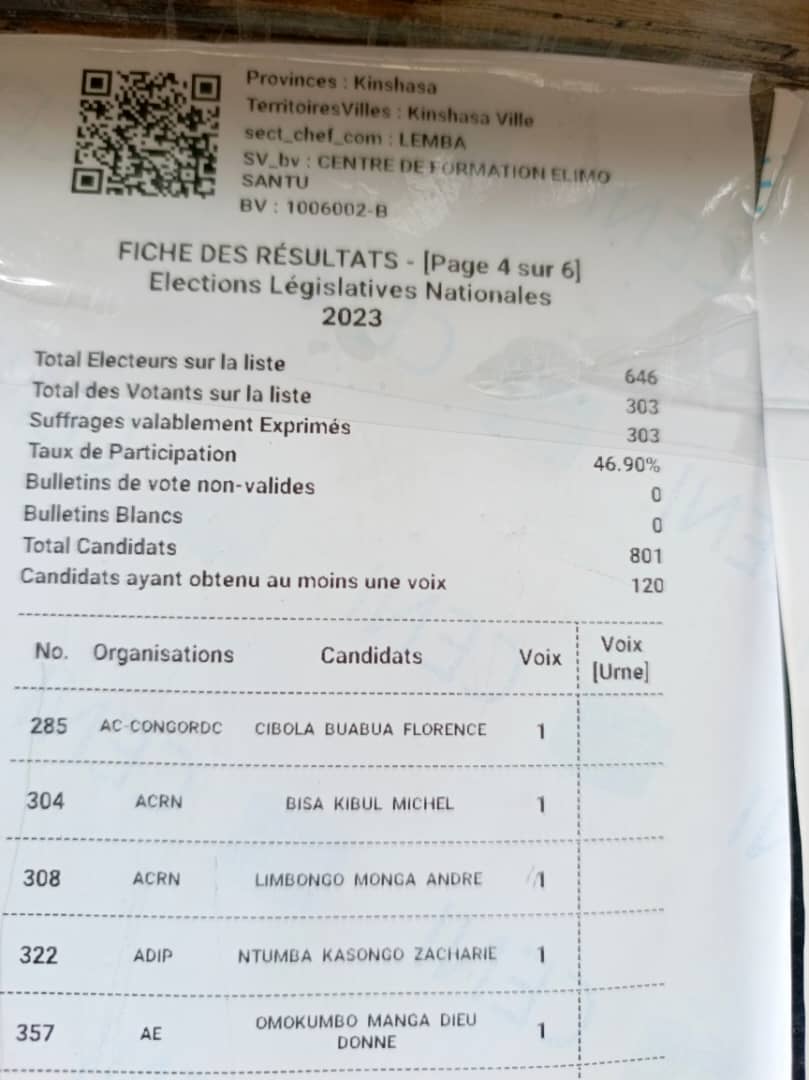 Provinces : Kinshasa
TerritoiresVilles : Kinshasa Ville
sect_chef_com : LEMBA
SV_bv : CENTRE DE FORMATION ELIMO
SANTU
BV : 1006002-B
FICHE DES RÉSULTATS - [Page 4 sur 6]
Elections Législatives Nationales
2023
Total Electeurs sur la liste 646
Total des Votants sur la liste 303
Suffrages valablement Exprimés 303
Taux de Participation 46.90%
Bulletins de vote non-valides 0
Bulletins Blancs 0
Total Candidats 801
Candidats ayant obtenu au moins une voix 120
No. Organisations Candidats Voix Voix
[Urne]
285 AC-CONGORDC CIBOLA BUABUA FLORENCE 1
304 ACRN BISA KIBUL MICHEL 1
308 ACRN LIMBONGO MONGA ANDRE 1
322 ADIP NTUMBA KASONGO ZACHARIE 1
357 AE OMOKUMBO MANGA DIEU 1
DONNE
CENI